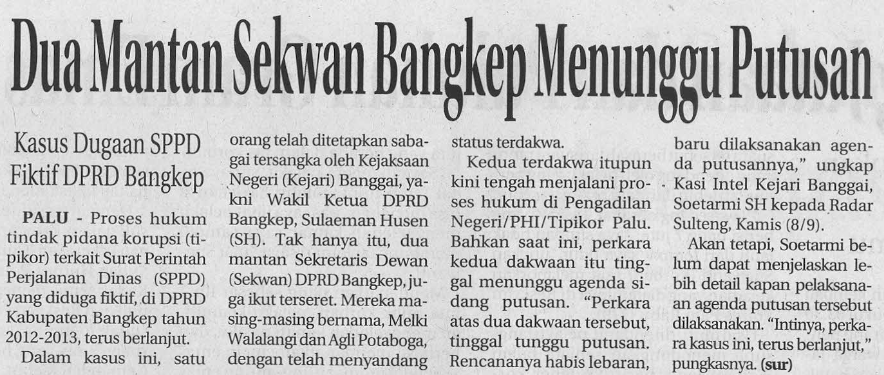 Dua Mantan Sekwan Bangkep Menunggu Putusan
Kasus Dugaan SPPD
Fiktif DPRD Bangkep
PALU - Proses hukum
tindak pidana korupsi (ti-
pikor) terkait Surat Perintah
Perjalanan Dinas (SPPD)
yang diduga fiktif, di DPRD
Kabupaten Bangkep tahun
2012-2013, terus berlanjut.
Dalam kasus ini, satu
orang telah ditetapkan saba-
gai tersangka oleh Kejaksaan
Negeri (Kejari) Banggai, ya-
kni Wakil Ketua DPRD
Bangkep, Sulaeman Husen
(SH). Tak hanya itu, dua
mantan Sekretaris Dewan
(Sekwan) DPRD Bangkep, ju-
ga ikut terseret. Mereka ma-
sing-masing bernama, Melki
Walalangi dan Agli Potaboga,
dengan telah menyandang
status terdakwa.
Kedua terdakwa itupun
kini tengah menjalani pro-
ses hukum di Pengadilan
Negeri/PHI/Tipikor Palu.
Bahkan saat ini, perkara
kedua dakwaan itu ting-
gal menunggu agenda si-
dang putusan. “Perkara
atas dua dakwaan tersebut,
tinggal tunggu putusan.
Rencananya habis lebaran,
baru dilaksanakan agen-
da putusannya,” ungkap
Kasi Intel Kejari Banggai,
Soetarmi SH kepada Radar
Sulteng, Kamis (8/9).
Akan tetapi, Soetarmi be-
lum dapat menjelaskan le-
bih detail kapan pelaksana-
an agenda putusan tersebut
dilaksanakan. “Intinya, perka-
ra kasus ini, terus berlanjut,”
pungkasnya. (sur)